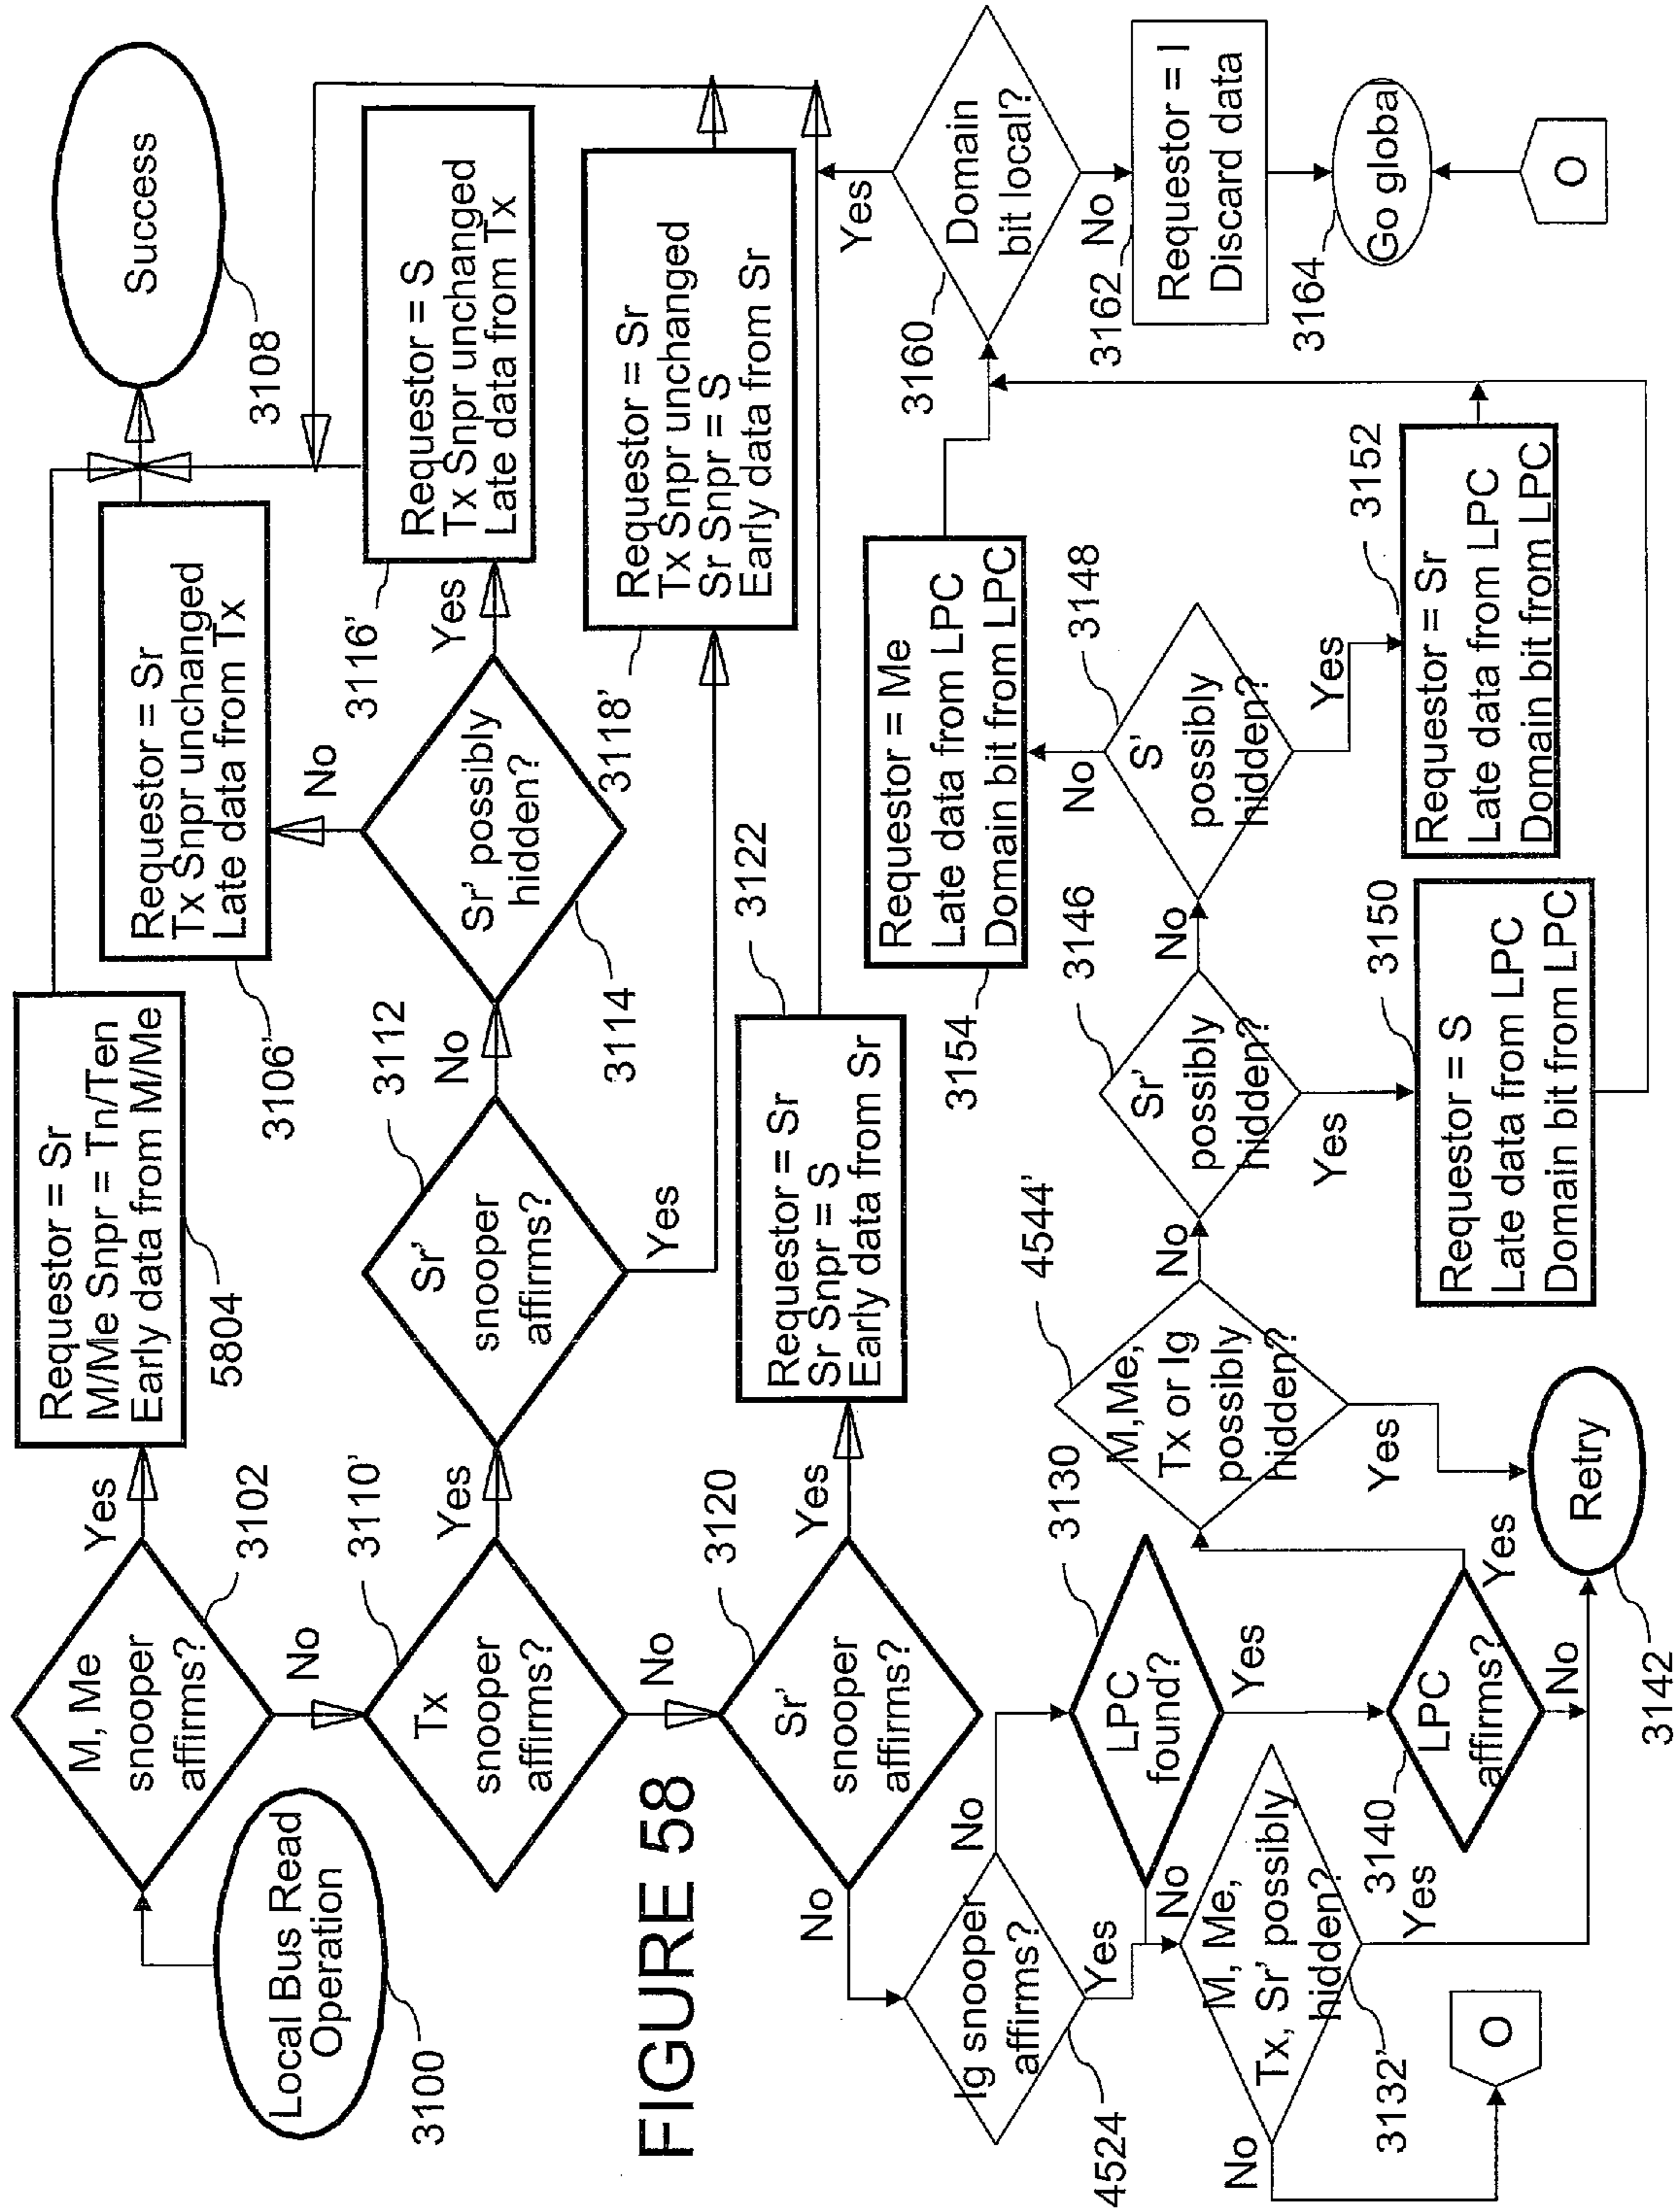 FIGURE 58
Local Bus Read
Operation
3100
M, Me
snooper
affirms?
3102
Yes
No
Requestor = Sr
M/Me Snpr = Tn/Ten
Early data from M/Me
5804
Success
3108
Tx
snooper
affirms?
3110'
Yes
No
Sr'
snooper
affirms?
3112
No
Yes
Sr' possibly
hidden?
3114
No
Yes
Requestor = Sr
Tx Snpr unchanged
Late data from Tx
3106'
Requestor = S
Tx Snpr unchanged
Late data from Tx
3116'
Requestor = Sr
Tx Snpr unchanged
Sr Snpr = S
Early data from Sr
3118'
Sr'
snooper
affirms?
3120
Yes
No
Requestor = Sr
Sr Snpr = S
Early data from Sr
3122
Ig snooper
affirms?
4524
No
Yes
LPC
found?
3130
No
Yes
M, Me,
Tx, Sr' possibly
hidden?
3132'
No
Yes
O
LPC
affirms?
3140
Yes
No
Retry
3142
M,Me,
Tx or Ig
possibly
hidden?
4544'
No
Yes
Sr'
possibly
hidden?
3146
No
Yes
S'
possibly
hidden?
3148
No
Yes
Requestor = S
Late data from LPC
Domain bit from LPC
3150
Requestor = Sr
Late data from LPC
Domain bit from LPC
3152
Requestor = Me
Late data from LPC
Domain bit from LPC
3154
Domain
bit local?
3160
Yes
No
Requestor = I
Discard data
3162
Go global
3164
O